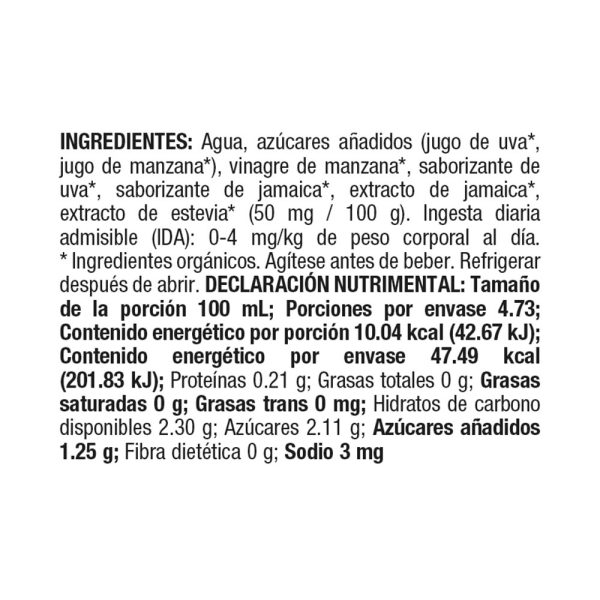 INGREDIENTES: Agua, azúcares añadidos (jugo de uva*,
jugo de manzana*), vinagre de manzana*, saborizante de
uva*, saborizante de jamaica*, extracto de jamaica*,
extracto de estevia* (50 mg / 100 g). Ingesta diaria
admisible (IDA): 0-4 mg/kg de peso corporal al día.
* Ingredientes orgánicos. Agítese antes de beber. Refrigerar
después de abrir. DECLARACIÓN NUTRIMENTAL: Tamaño
de la porción 100 mL; Porciones por envase 4.73;
Contenido energético por porción 10.04 kcal (42.67 kJ);
Contenido energético por envase 47.49 kcal
(201.83 kJ); Proteínas 0.21 g; Grasas totales 0 g; Grasas
saturadas 0 g; Grasas trans 0 mg; Hidratos de carbono
disponibles 2.30 g; Azúcares 2.11 g; Azúcares añadidos
1.25 g; Fibra dietética 0 g; Sodio 3 mg